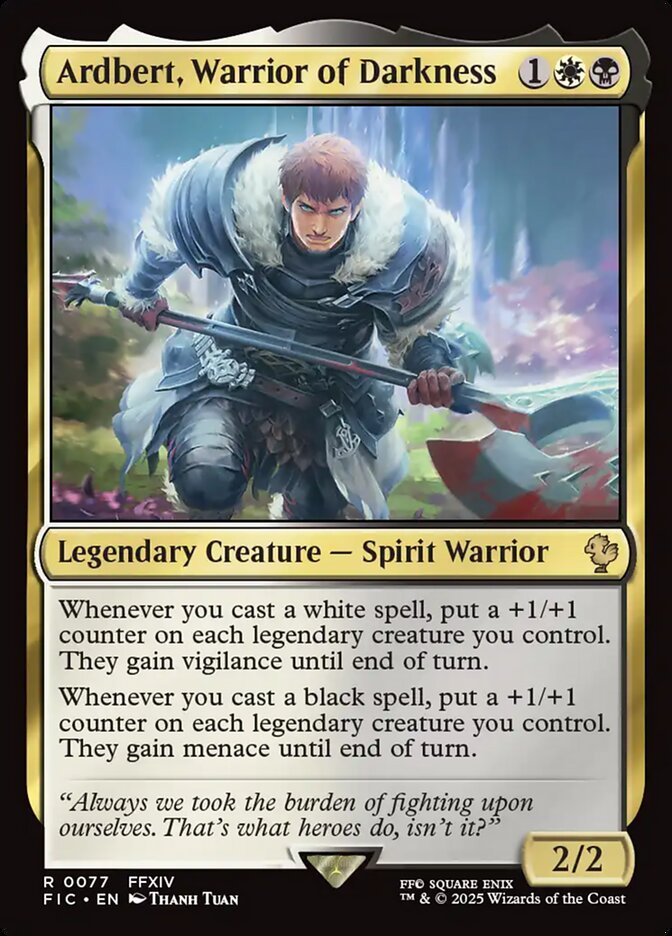 Ardbert, Warrior of Darkness 1
Legendary Creature — Spirit Warrior
Whenever you cast a white spell, put a +1/+1
counter on each legendary creature you control.
They gain vigilance until end of turn.
Whenever you cast a black spell, put a +1/+1
counter on each legendary creature you control.
They gain menace until end of turn.
“Always we took the burden of fighting upon
ourselves. That’s what heroes do, isn’t it?”
2/2
R 0077 FFXIV
FIC • EN Thanh Tuan
FF© SQUARE ENIX
™ & © 2025 Wizards of the Coast